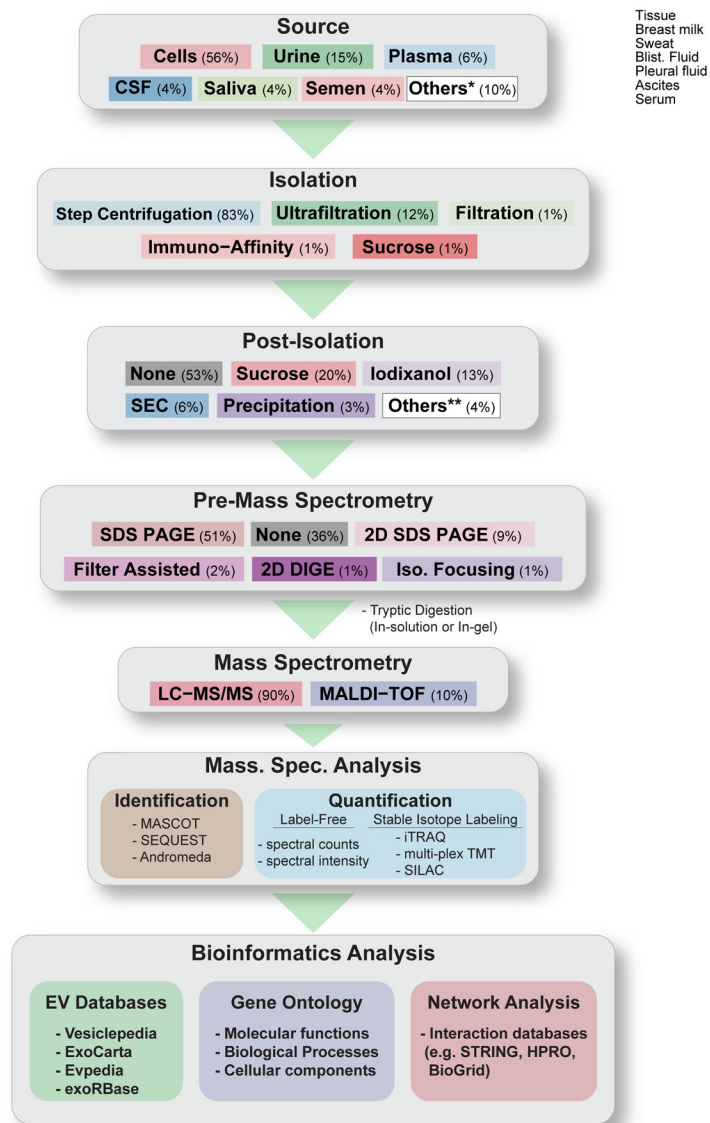 Source
Cells (56%) Urine (15%) Plasma (6%)
CSF (4%) Saliva (4%) Semen (4%) Others* (10%)
Tissue
Breast milk
Sweat
Blist. Fluid
Pleural fluid
Ascites
Serum
Isolation
Step Centrifugation (83%) Ultrafiltration (12%) Filtration (1%)
Immuno−Affinity (1%) Sucrose (1%)
Post-Isolation
None (53%) Sucrose (20%) Iodixanol (13%)
SEC (6%) Precipitation (3%) Others** (4%)
Pre-Mass Spectrometry
SDS PAGE (51%) None (36%) 2D SDS PAGE (9%)
Filter Assisted (2%) 2D DIGE (1%) Iso. Focusing (1%)
- Tryptic Digestion
(In-solution or In-gel)
Mass Spectrometry
LC−MS/MS (90%) MALDI−TOF (10%)
Mass. Spec. Analysis
Identification
- MASCOT
- SEQUEST
- Andromeda
Quantification
Label-Free
- spectral counts
- spectral intensity
Stable Isotope Labeling
- iTRAQ
- multi-plex TMT
- SILAC
Bioinformatics Analysis
EV Databases
- Vesiclepedia
- ExoCarta
- Evpedia
- exoRBase
Gene Ontology
- Molecular functions
- Biological Processes
- Cellular components
Network Analysis
- Interaction databases
(e.g. STRING, HPRO,
BioGrid)